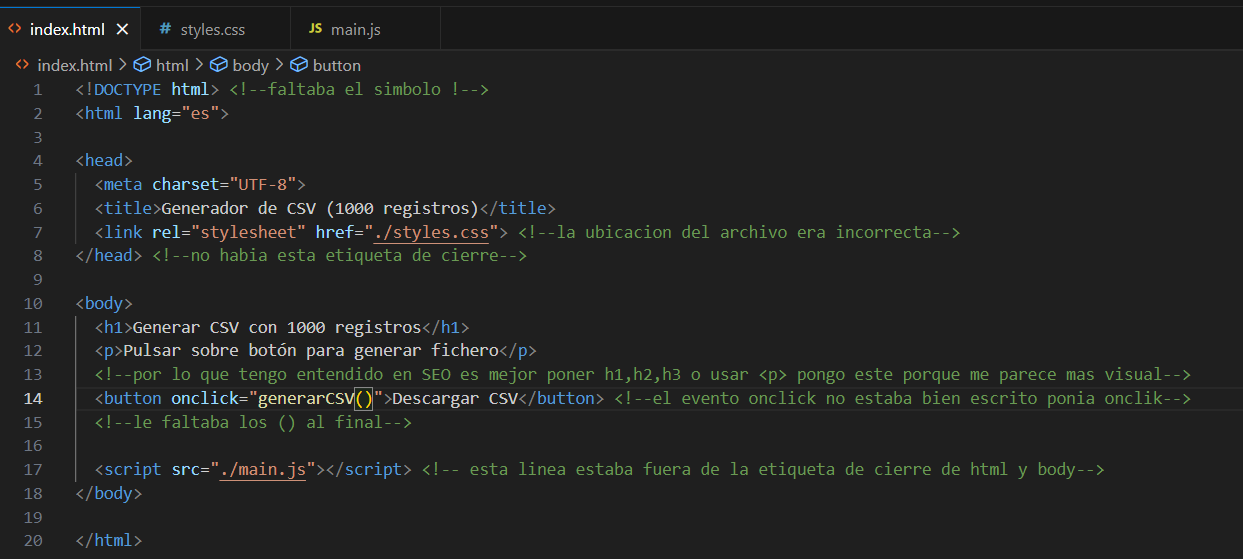 index.html
styles.css
JS main.js
index.html > html > body > button
1 <!DOCTYPE html> <!--faltaba el simbolo !-->
2 <html lang="es">
3
4 <head>
5 <meta charset="UTF-8">
6 <title>Generador de CSV (1000 registros)</title>
7 <link rel="stylesheet" href="./styles.css"> <!--la ubicacion del archivo era incorrecta-->
8 </head> <!--no habia esta etiqueta de cierre-->
9
10 <body>
11 <h1>Generar CSV con 1000 registros</h1>
12 <p>Pulsar sobre botón para generar fichero</p>
13 <!--por lo que tengo entendido en SEO es mejor poner h1,h2,h3 o usar <p> pongo este porque me parece mas visual-->
14 <button onclick="generarCSV()">Descargar CSV</button> <!--el evento onclick no estaba bien escrito ponia onclik-->
15 <!--le faltaba los () al final-->
16
17 <script src="./main.js"></script> <!-- esta linea estaba fuera de la etiqueta de cierre de html y body-->
18 </body>
19
20 </html>